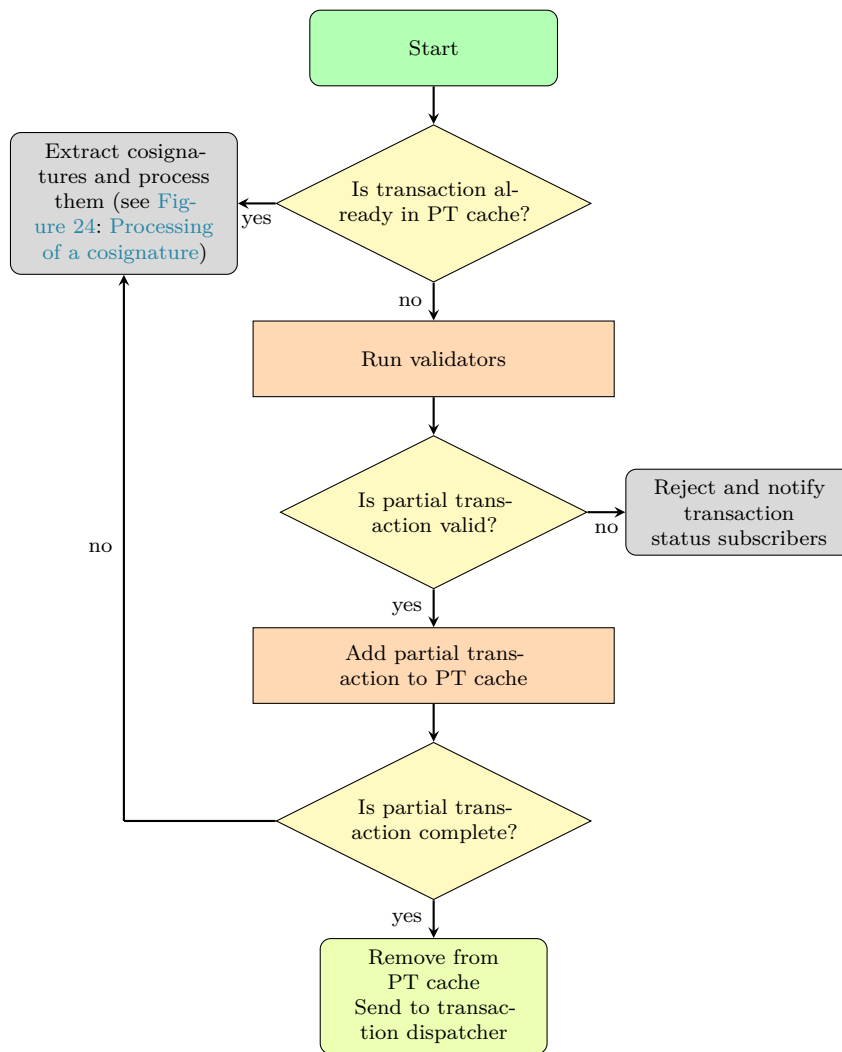 Start
Is transaction al-
ready in PT cache?
yes
Extract cosigna-
tures and process
them (see Fig-
ure 24: Processing
of a cosignature)
no
Run validators
Is partial trans-
action valid?
no
Reject and notify
transaction
status subscribers
yes
Add partial trans-
action to PT cache
Is partial trans-
action complete?
no
yes
Remove from
PT cache
Send to transac-
tion dispatcher